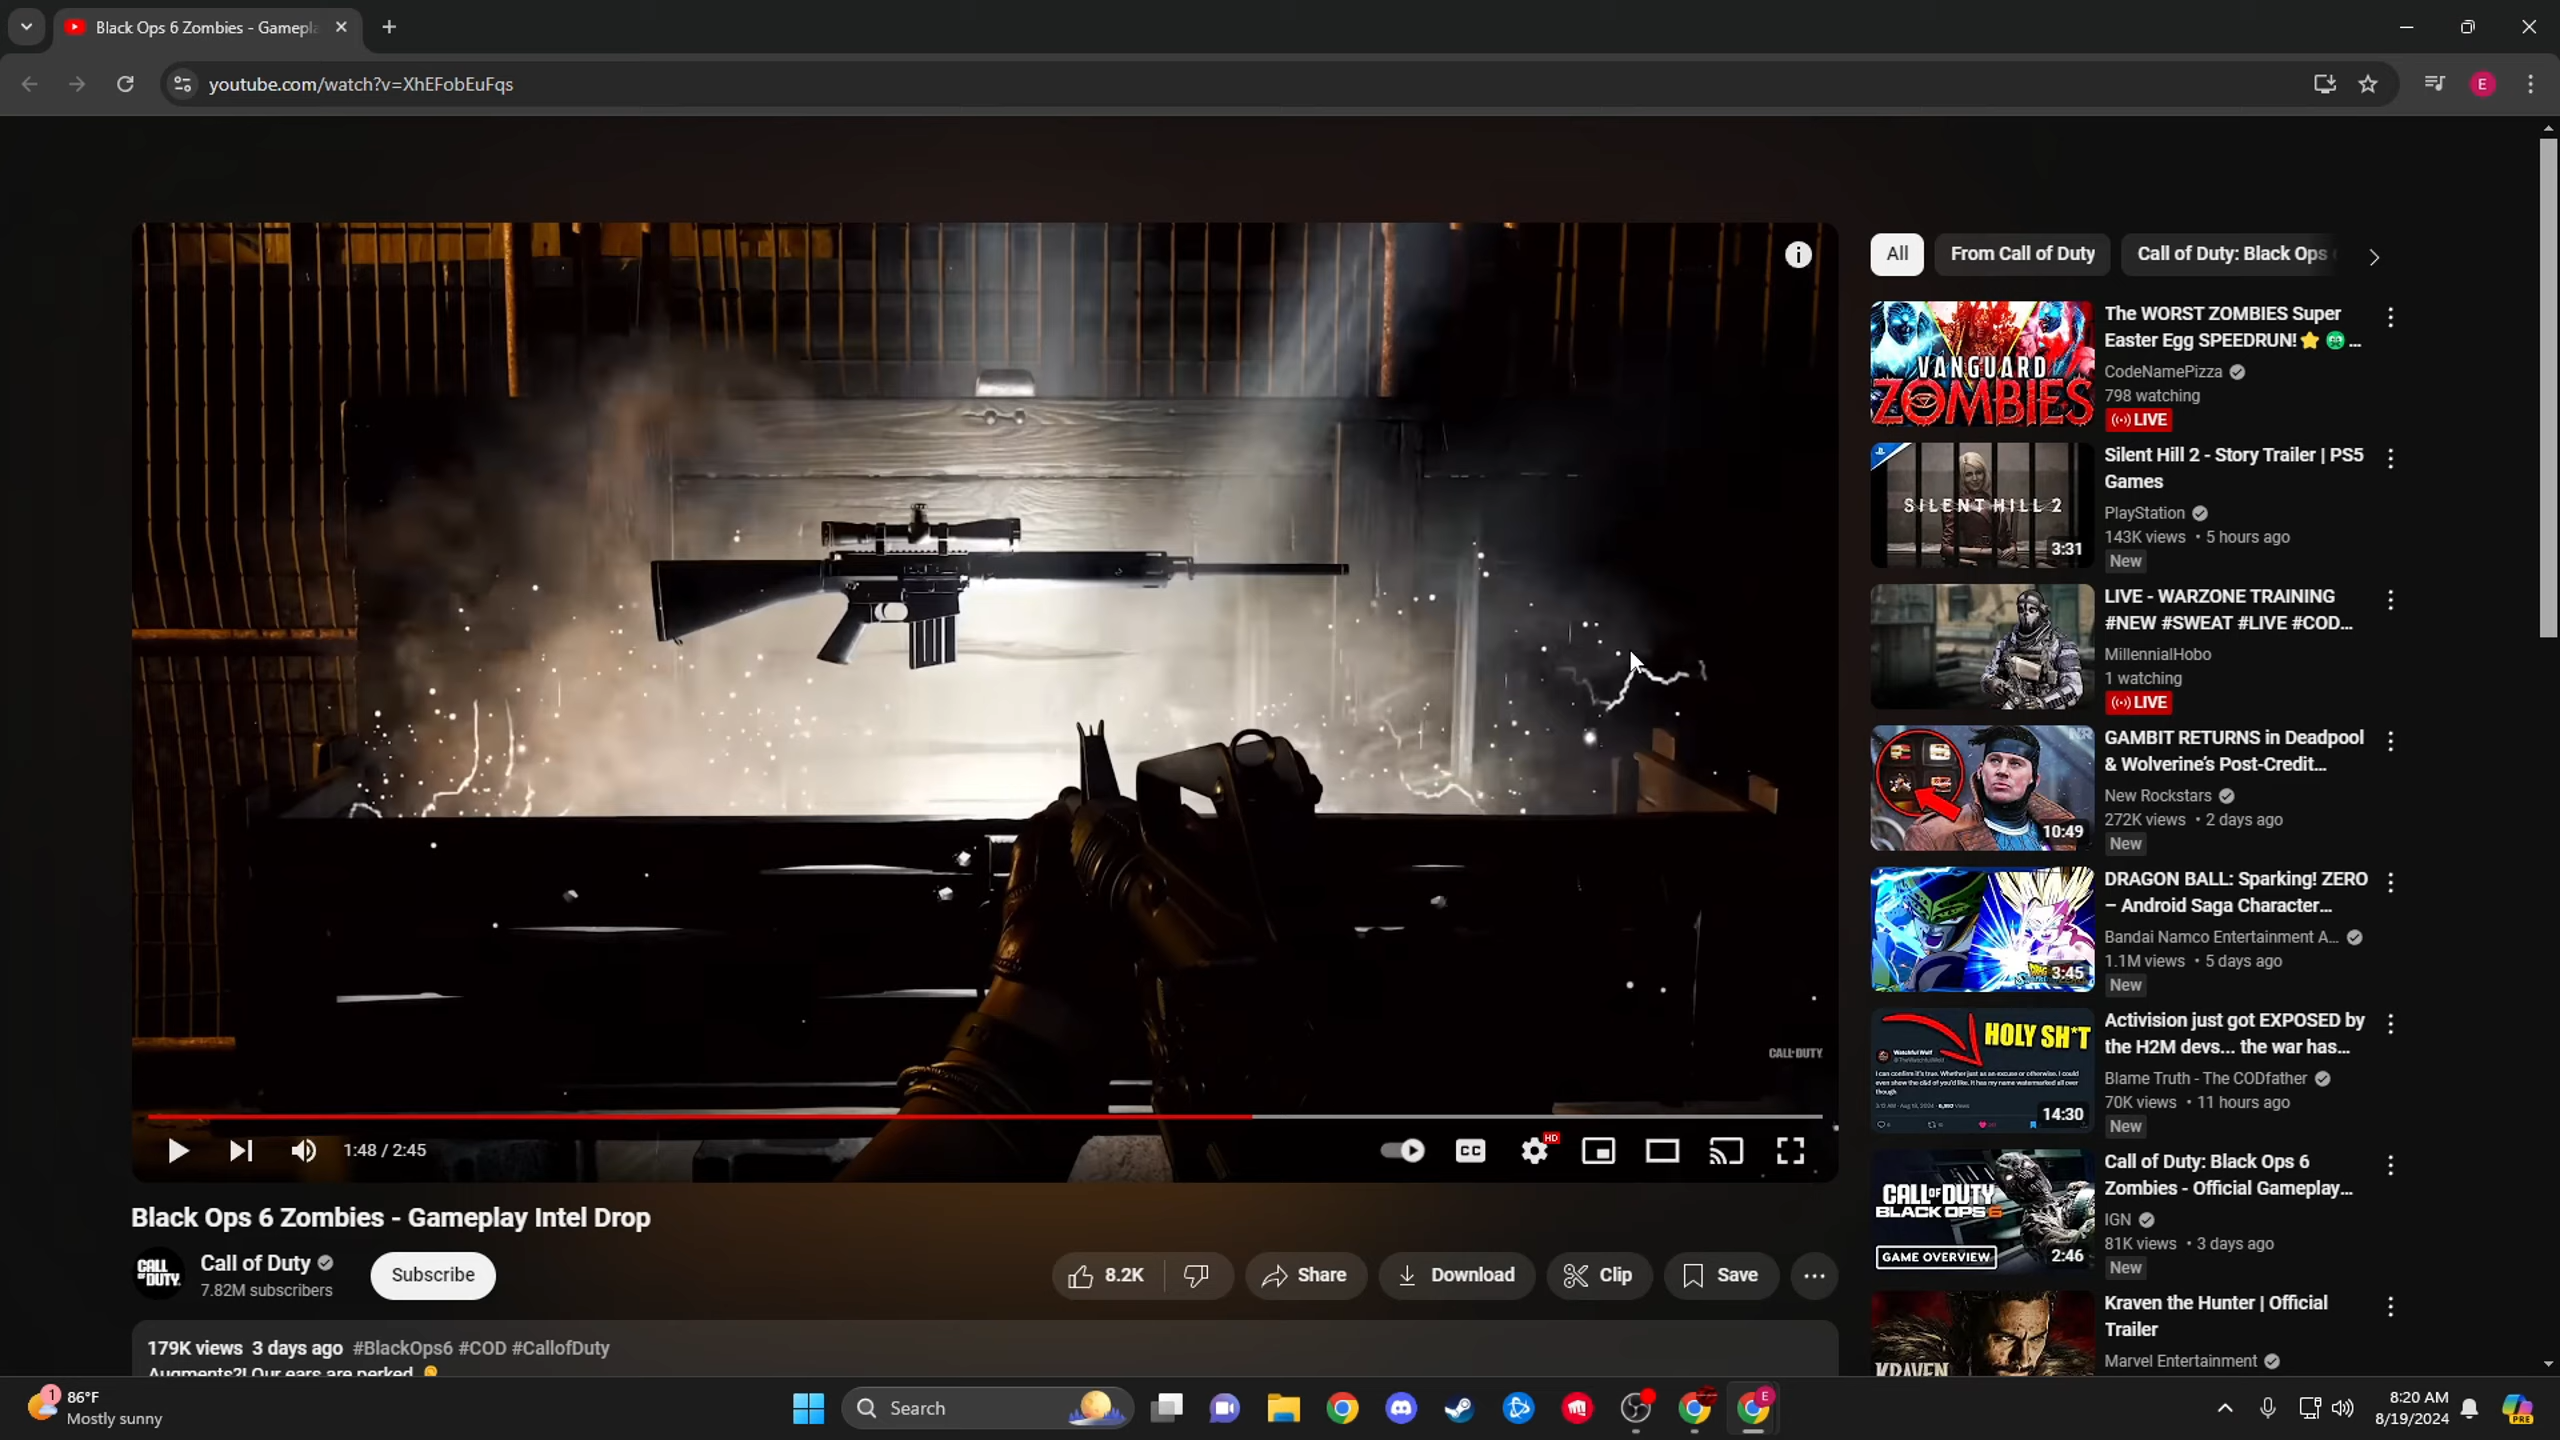 Black Ops 6 Zombies - Gamepla
youtube.com/watch?v=XhEFobEuFqs
E
All
From Call of Duty
Call of Duty: Black Ops
VANGUARD
ZOMBIES
The WORST ZOMBIES Super
Easter Egg SPEEDRUN!⭐ ...
CodeNamePizza
798 watching
LIVE
SILENT HILL 2
3:31
Silent Hill 2 - Story Trailer | PS5
Games
PlayStation
143K views • 5 hours ago
New
LIVE - WARZONE TRAINING
#NEW #SWEAT #LIVE #COD...
MillennialHobo
1 watching
LIVE
NR
10:49
GAMBIT RETURNS in Deadpool
& Wolverine’s Post-Credit...
New Rockstars
272K views • 2 days ago
New
3:45
DRAGON BALL: Sparking! ZERO
– Android Saga Character...
Bandai Namco Entertainment A...
1.1M views • 5 days ago
New
HOLY SH*T
14:30
Activision just got EXPOSED by
the H2M devs... the war has...
Blame Truth - The CODfather
70K views • 11 hours ago
New
CALL OF DUTY
BLACK OPS 6
GAME OVERVIEW
2:46
Call of Duty: Black Ops 6
Zombies - Official Gameplay...
IGN
81K views • 3 days ago
New
KRAVEN
Kraven the Hunter | Official
Trailer
Marvel Entertainment
CALL OF DUTY
1:48 / 2:45
CC
HD
Black Ops 6 Zombies - Gameplay Intel Drop
CALL OF DUTY
Call of Duty
7.82M subscribers
Subscribe
8.2K
Share
Download
Clip
Save
179K views 3 days ago #BlackOps6 #COD #CallofDuty
Augments?! Our ears are perked
1
86°F
Mostly sunny
Search
E
8:20 AM
8/19/2024
PRE